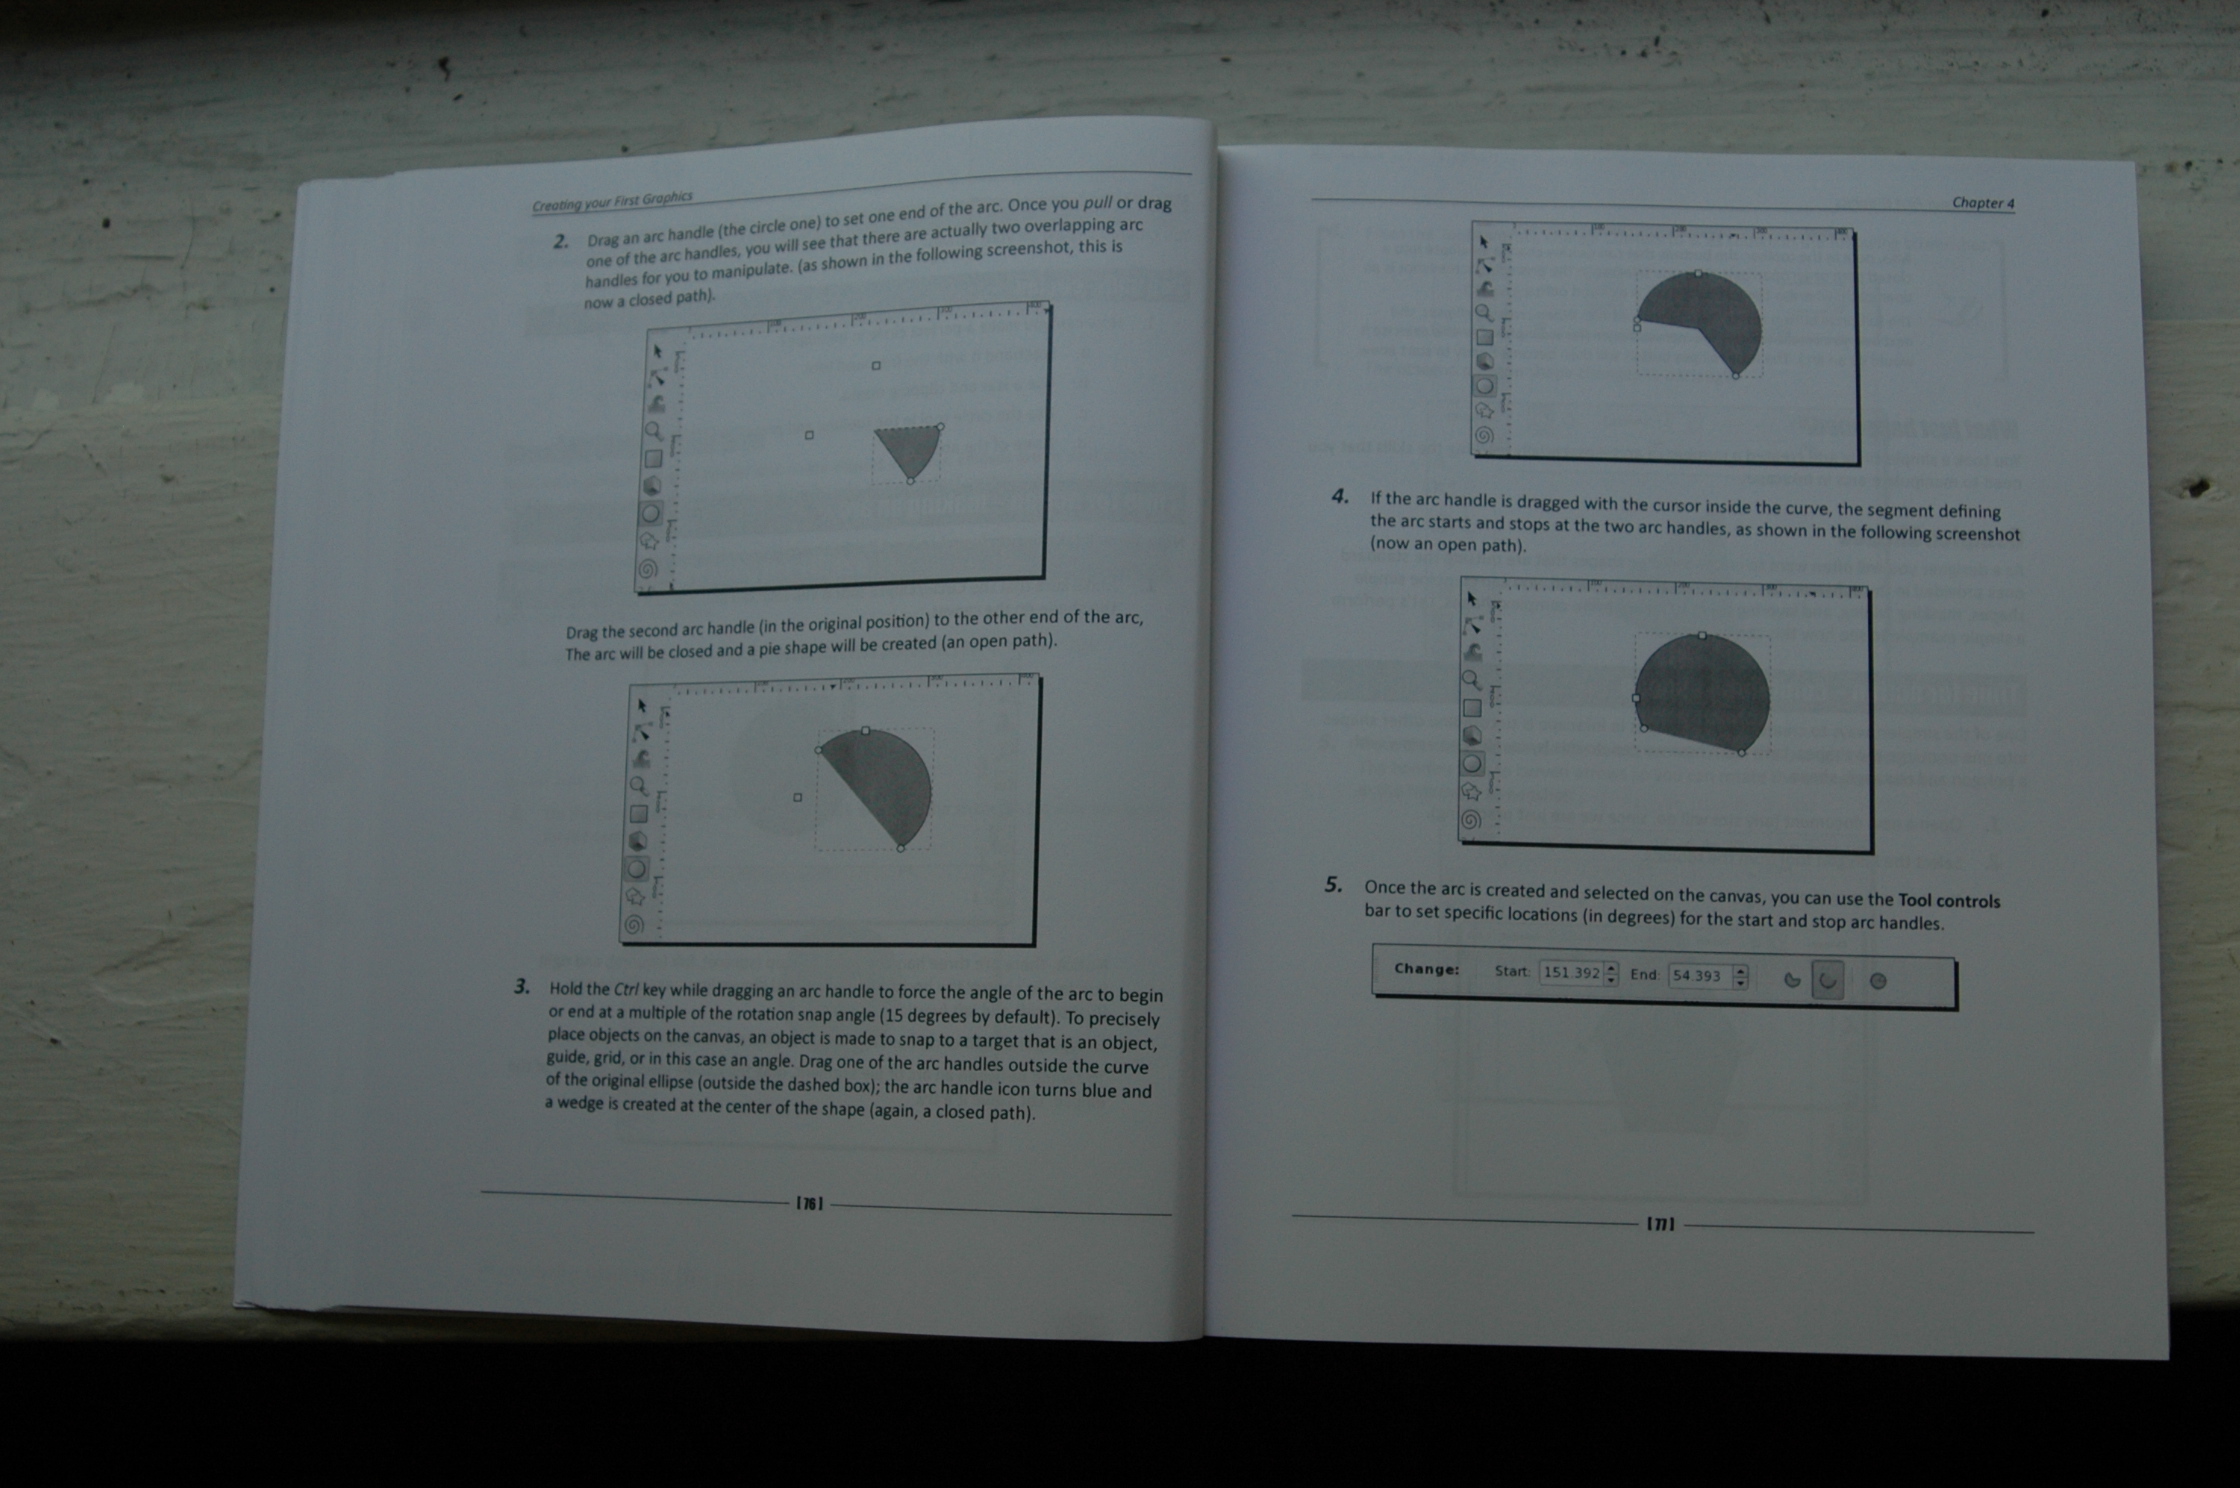 Creating your First Graphics
2. Drag an arc handle (the circle one) to set one end of the arc. Once you pull or drag
one of the arc handles, you will see that there are actually two overlapping arc
handles for you to manipulate. (as shown in the following screenshot, this is
now a closed path).
Drag the second arc handle (in the original position) to the other end of the arc,
The arc will be closed and a pie shape will be created (an open path).
3. Hold the Ctrl key while dragging an arc handle to force the angle of the arc to begin
or end at a multiple of the rotation snap angle (15 degrees by default). To precisely
place objects on the canvas, an object is made to snap to a target that is an object,
guide, grid, or in this case an angle. Drag one of the arc handles outside the curve
of the original ellipse (outside the dashed box); the arc handle icon turns blue and
a wedge is created at the center of the shape (again, a closed path).
[ 76 ]
Chapter 4
4. If the arc handle is dragged with the cursor inside the curve, the segment defining
the arc starts and stops at the two arc handles, as shown in the following screenshot
(now an open path).
5. Once the arc is created and selected on the canvas, you can use the Tool controls
bar to set specific locations (in degrees) for the start and stop arc handles.
Change: Start: 151.392 End: 54.393
[ 77 ]